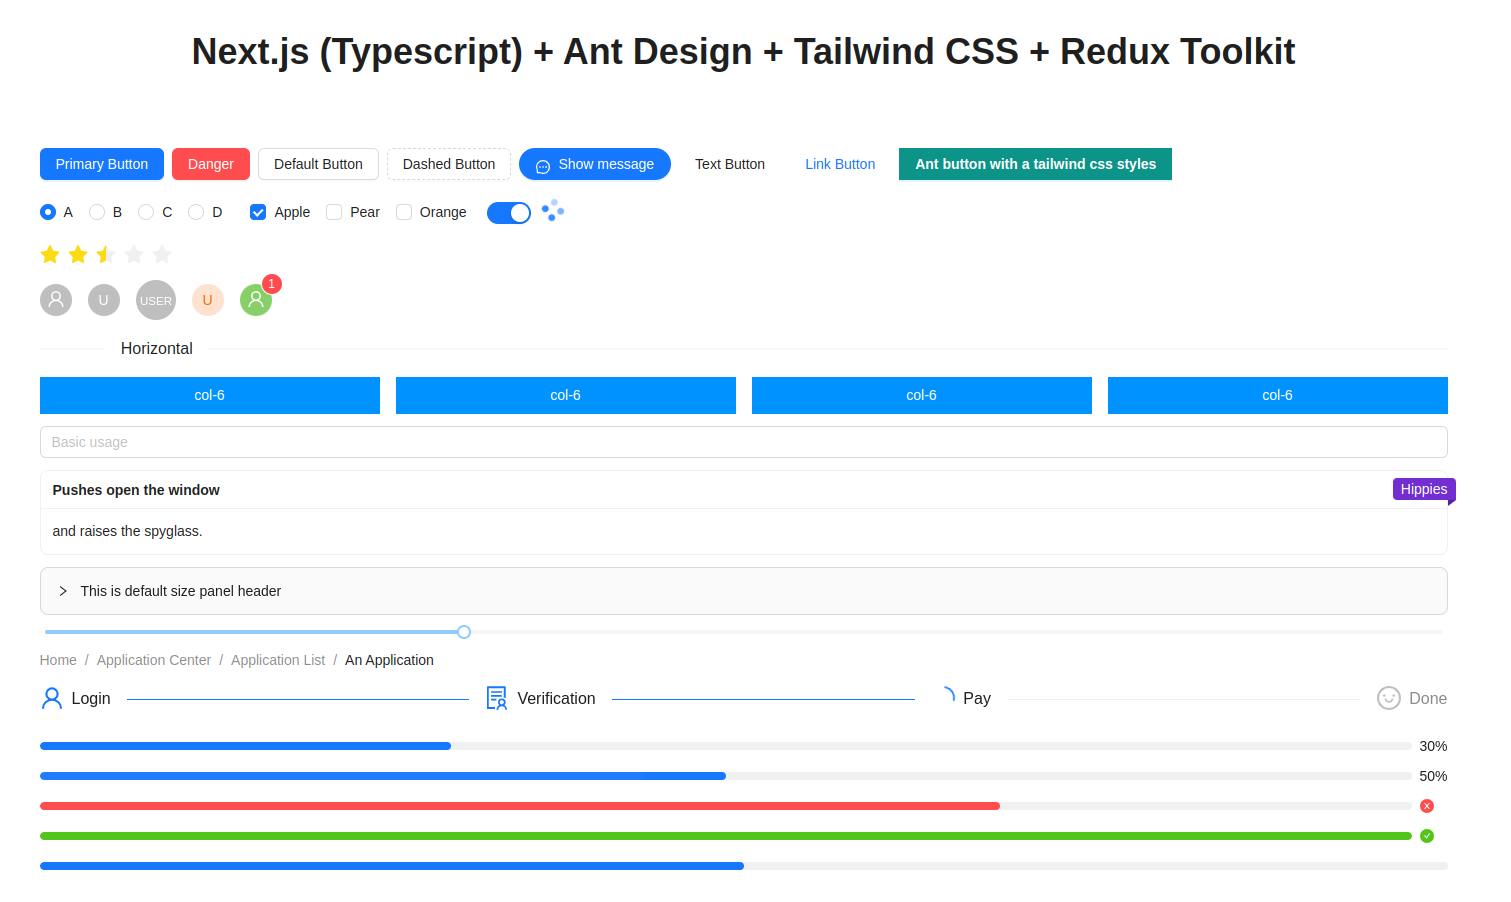 Next.js (Typescript) + Ant Design + Tailwind CSS + Redux Toolkit
Primary Button Danger Default Button Dashed Button Show message Text Button Link Button Ant button with a tailwind css styles
A B C D Apple Pear Orange
U USER U 1
Horizontal
col-6 col-6 col-6 col-6
Basic usage
Pushes open the window Hippies
and raises the spyglass.
This is default size panel header
Home / Application Center / Application List / An Application
Login Verification Pay Done
30%
50%